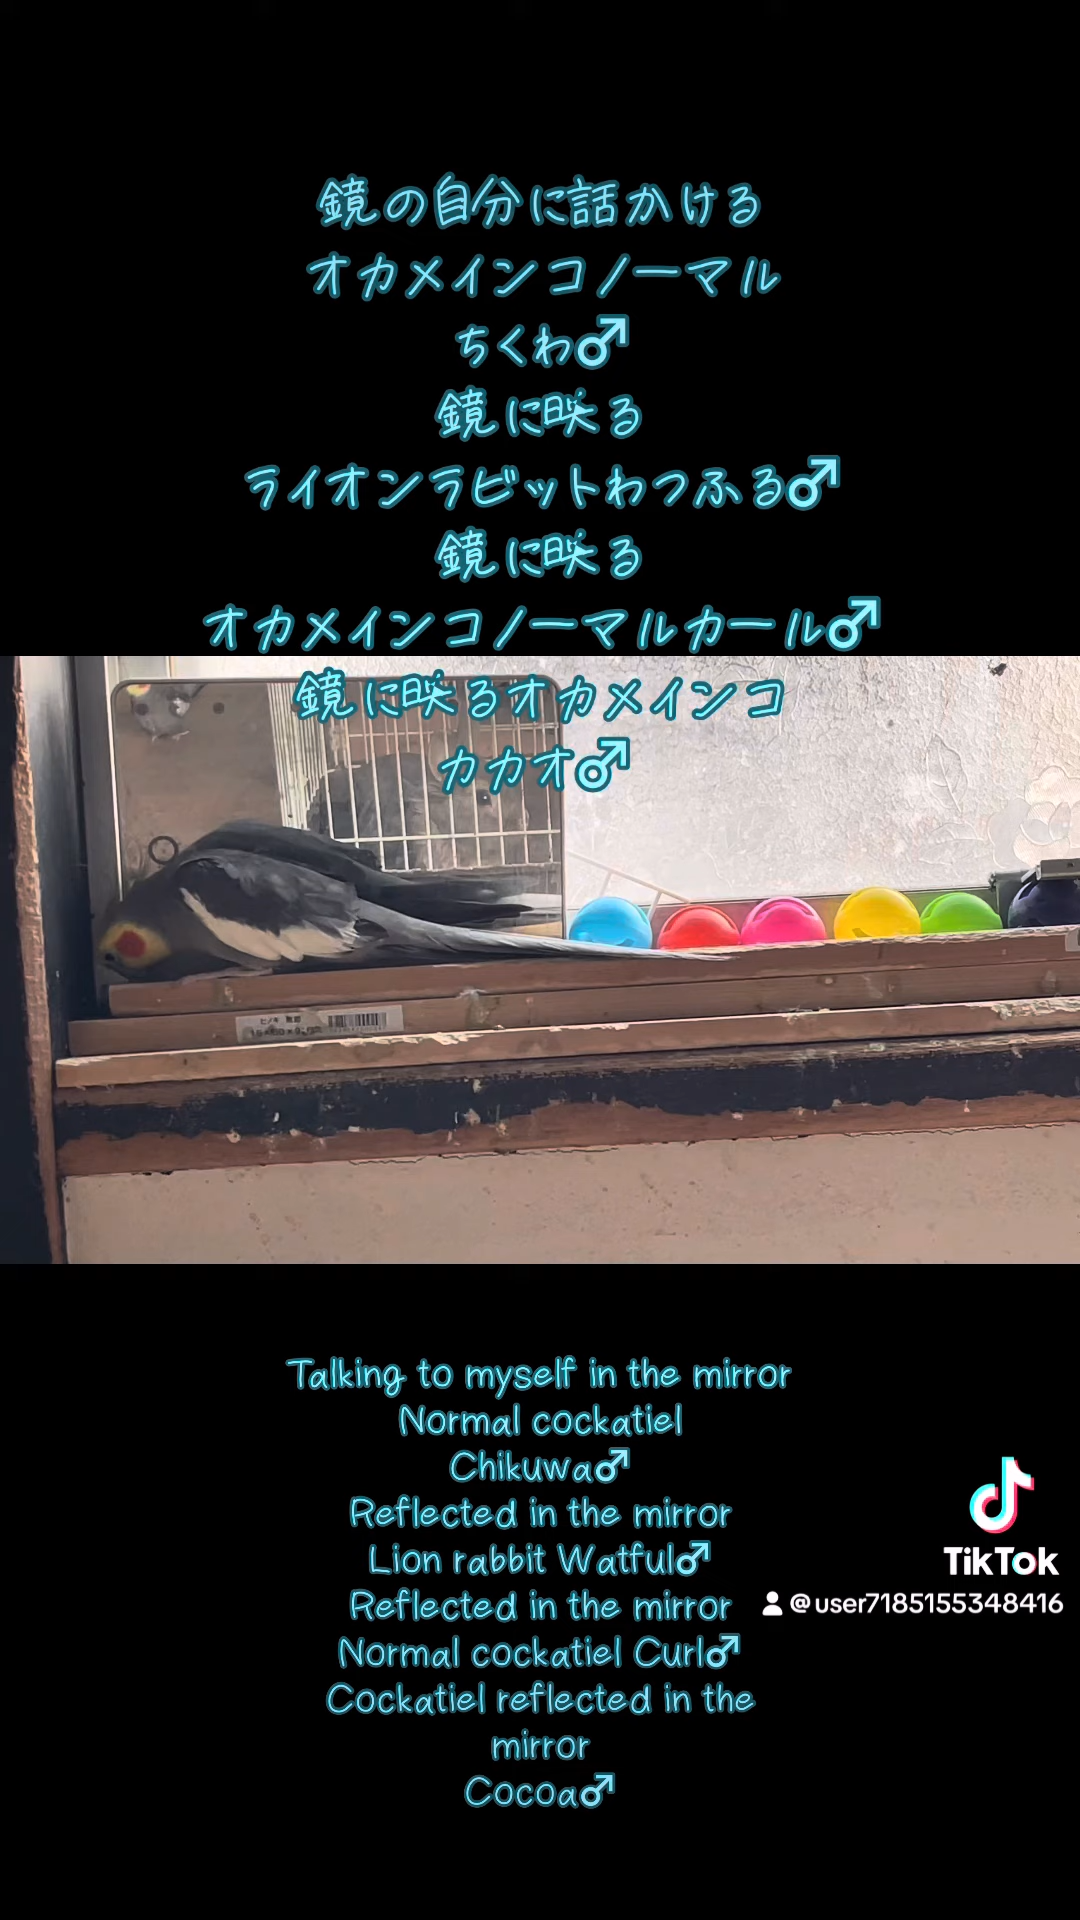 鏡の自分に話かける
オカメインコノーマル
ちくわ♂
鏡に映る
ライオンラビットわっふる♂
鏡に映る
オカメインコノーマルカール♂
鏡に映るオカメインコ
カカオ♂
ヒノキ
Talking to myself in the mirror
Normal cockatiel
Chikuwa♂
Reflected in the mirror
Lion rabbit Watful♂
Reflected in the mirror
Normal cockatiel Curl♂
Cockatiel reflected in the
mirror
Cocoa♂
TikTok
@user7185155348416